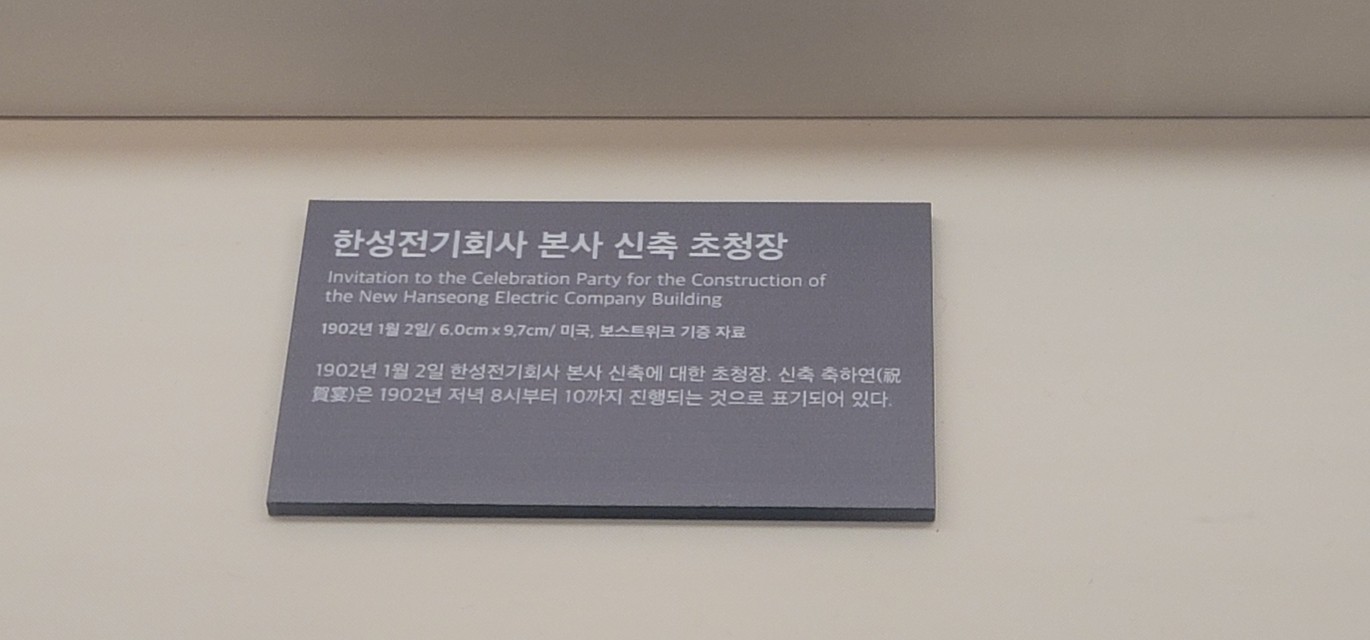 한성전기회사 본사 신축 초청장
Invitation to the Celebration Party for the Construction of
the New Hanseong Electric Company Building
1902년 1월 2일/ 6.0cm x 9.7cm/ 미국, 보스트위크 기증 자료
1902년 1월 2일 한성전기회사 본사 신축에 대한 초청장. 신축 축하연(祝
賀宴)은 1902년 저녁 8시부터 10까지 진행되는 것으로 표기되어 있다.